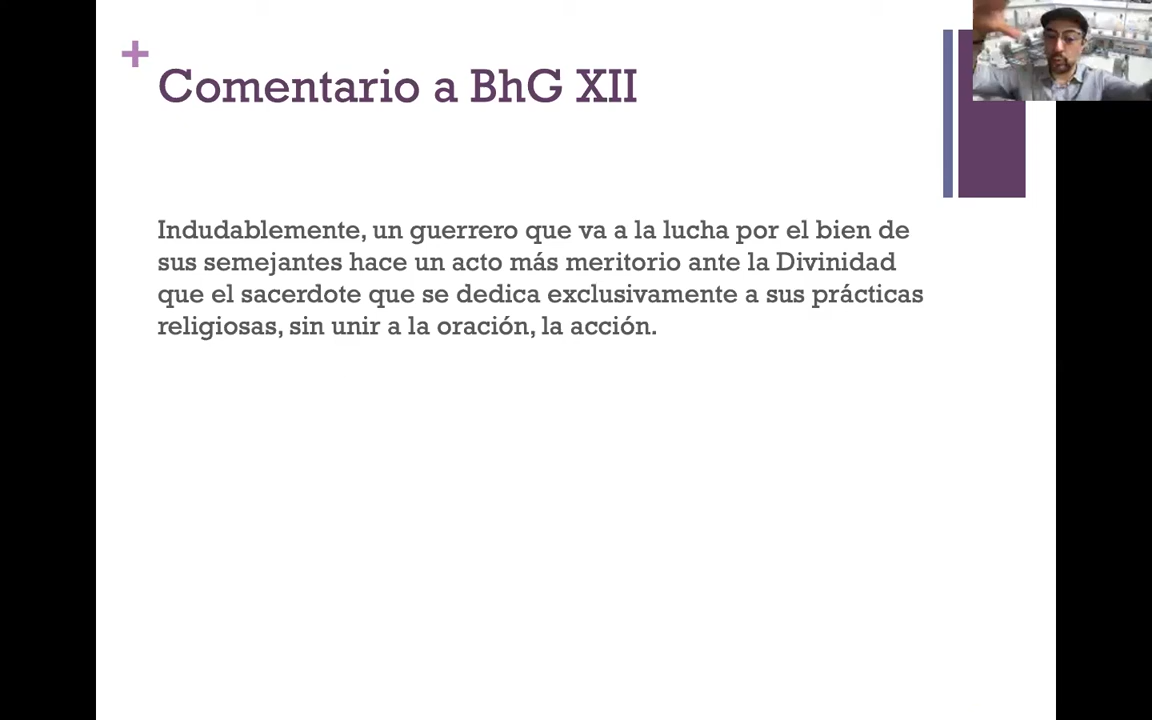 +
Comentario a BhG XII
Indudablemente, un guerrero que va a la lucha por el bien de
sus semejantes hace un acto más meritorio ante la Divinidad
que el sacerdote que se dedica exclusivamente a sus prácticas
religiosas, sin unir a la oración, la acción.